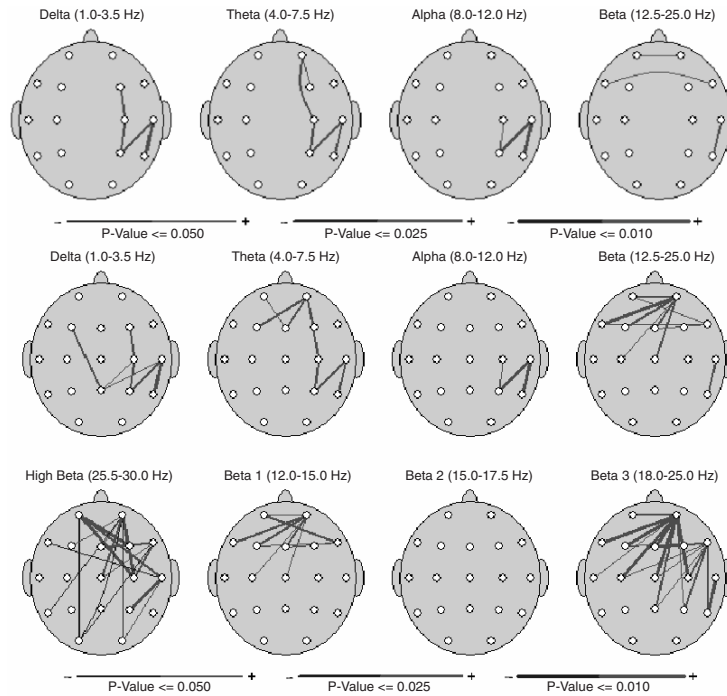 Delta (1.0-3.5 Hz) Theta (4.0-7.5 Hz) Alpha (8.0-12.0 Hz) Beta (12.5-25.0 Hz)
- + - + - +
P-Value <= 0.050 P-Value <= 0.025 P-Value <= 0.010
Delta (1.0-3.5 Hz) Theta (4.0-7.5 Hz) Alpha (8.0-12.0 Hz) Beta (12.5-25.0 Hz)
High Beta (25.5-30.0 Hz) Beta 1 (12.0-15.0 Hz) Beta 2 (15.0-17.5 Hz) Beta 3 (18.0-25.0 Hz)
- + - + - +
P-Value <= 0.050 P-Value <= 0.025 P-Value <= 0.010